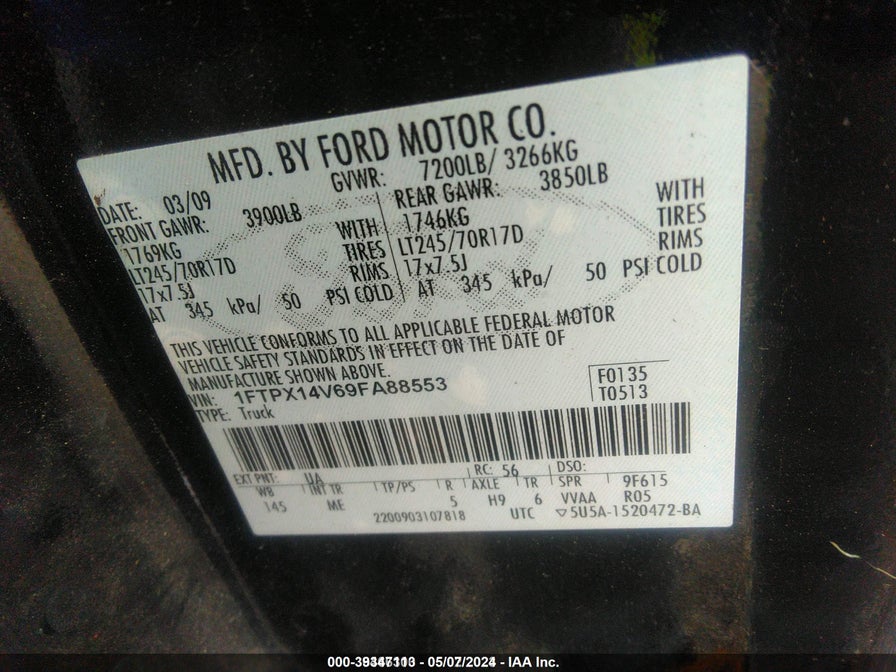 MFD. BY FORD MOTOR CO.
DATE: 03/09 GVWR: 7200LB/ 3266KG
FRONT GAWR: 3900LB REAR GAWR: 3850LB
1769KG WITH 1746KG WITH
LT245/70R17D TIRES LT245/70R17D TIRES
17x7.5J RIMS 17x7.5J RIMS
AT 345 kPa/ 50 PSI COLD AT 345 kPa/ 50 PSI COLD
THIS VEHICLE CONFORMS TO ALL APPLICABLE FEDERAL MOTOR
VEHICLE SAFETY STANDARDS IN EFFECT ON THE DATE OF
MANUFACTURE SHOWN ABOVE.
VIN: 1FTPX14V69FA88553 F0135
TYPE: Truck T0513
EXT PNT: UA RC: 56 DSO:
WB INT TR TP/PS R AXLE TR SPR 9F615
145 ME 5 H9 6 VVAA R05
2200903107818 UTC ▽5U5A-1520472-BA
05/07/2024 - IAA Inc.